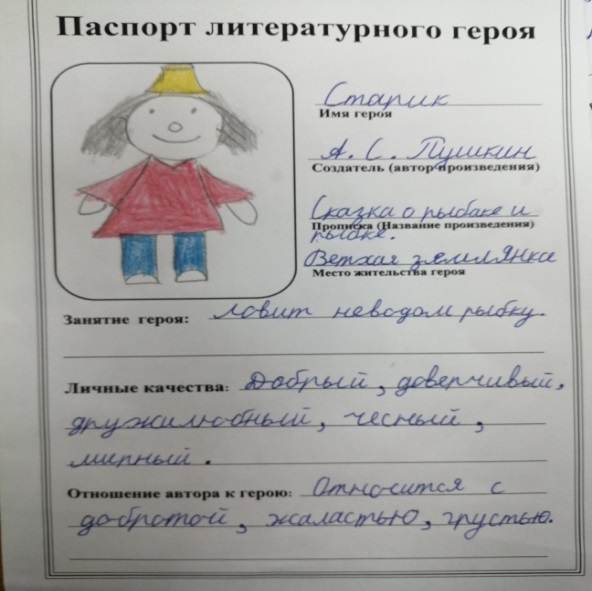 Паспорт литературного героя
Старик
Имя героя
А. С. Пушкин
Создатель (автор произведения)
Сказка о рыбаке и
Прописка (Название произведения)
рыбке.
Ветхая землянка
Место жительства героя
Занятие героя: Ловит неводом рыбку.
Личные качества: Добрый, доверчивый,
дружилюбный, чесный,
мирный.
Отношение автора к герою: Относится с
добротой, жаластью, грустью.